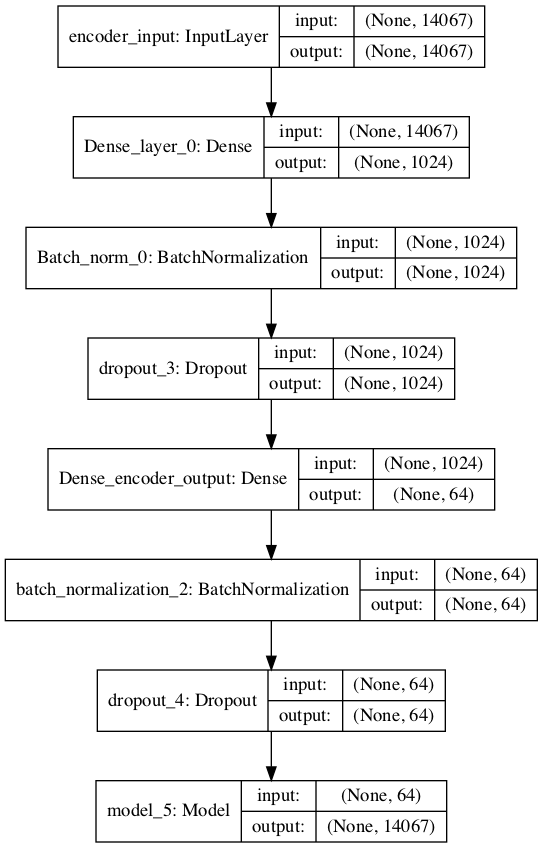 encoder_input: InputLayer
input: (None, 14067)
output: (None, 14067)
Dense_layer_0: Dense
input: (None, 14067)
output: (None, 1024)
Batch_norm_0: BatchNormalization
input: (None, 1024)
output: (None, 1024)
dropout_3: Dropout
input: (None, 1024)
output: (None, 1024)
Dense_encoder_output: Dense
input: (None, 1024)
output: (None, 64)
batch_normalization_2: BatchNormalization
input: (None, 64)
output: (None, 64)
dropout_4: Dropout
input: (None, 64)
output: (None, 64)
model_5: Model
input: (None, 64)
output: (None, 14067)